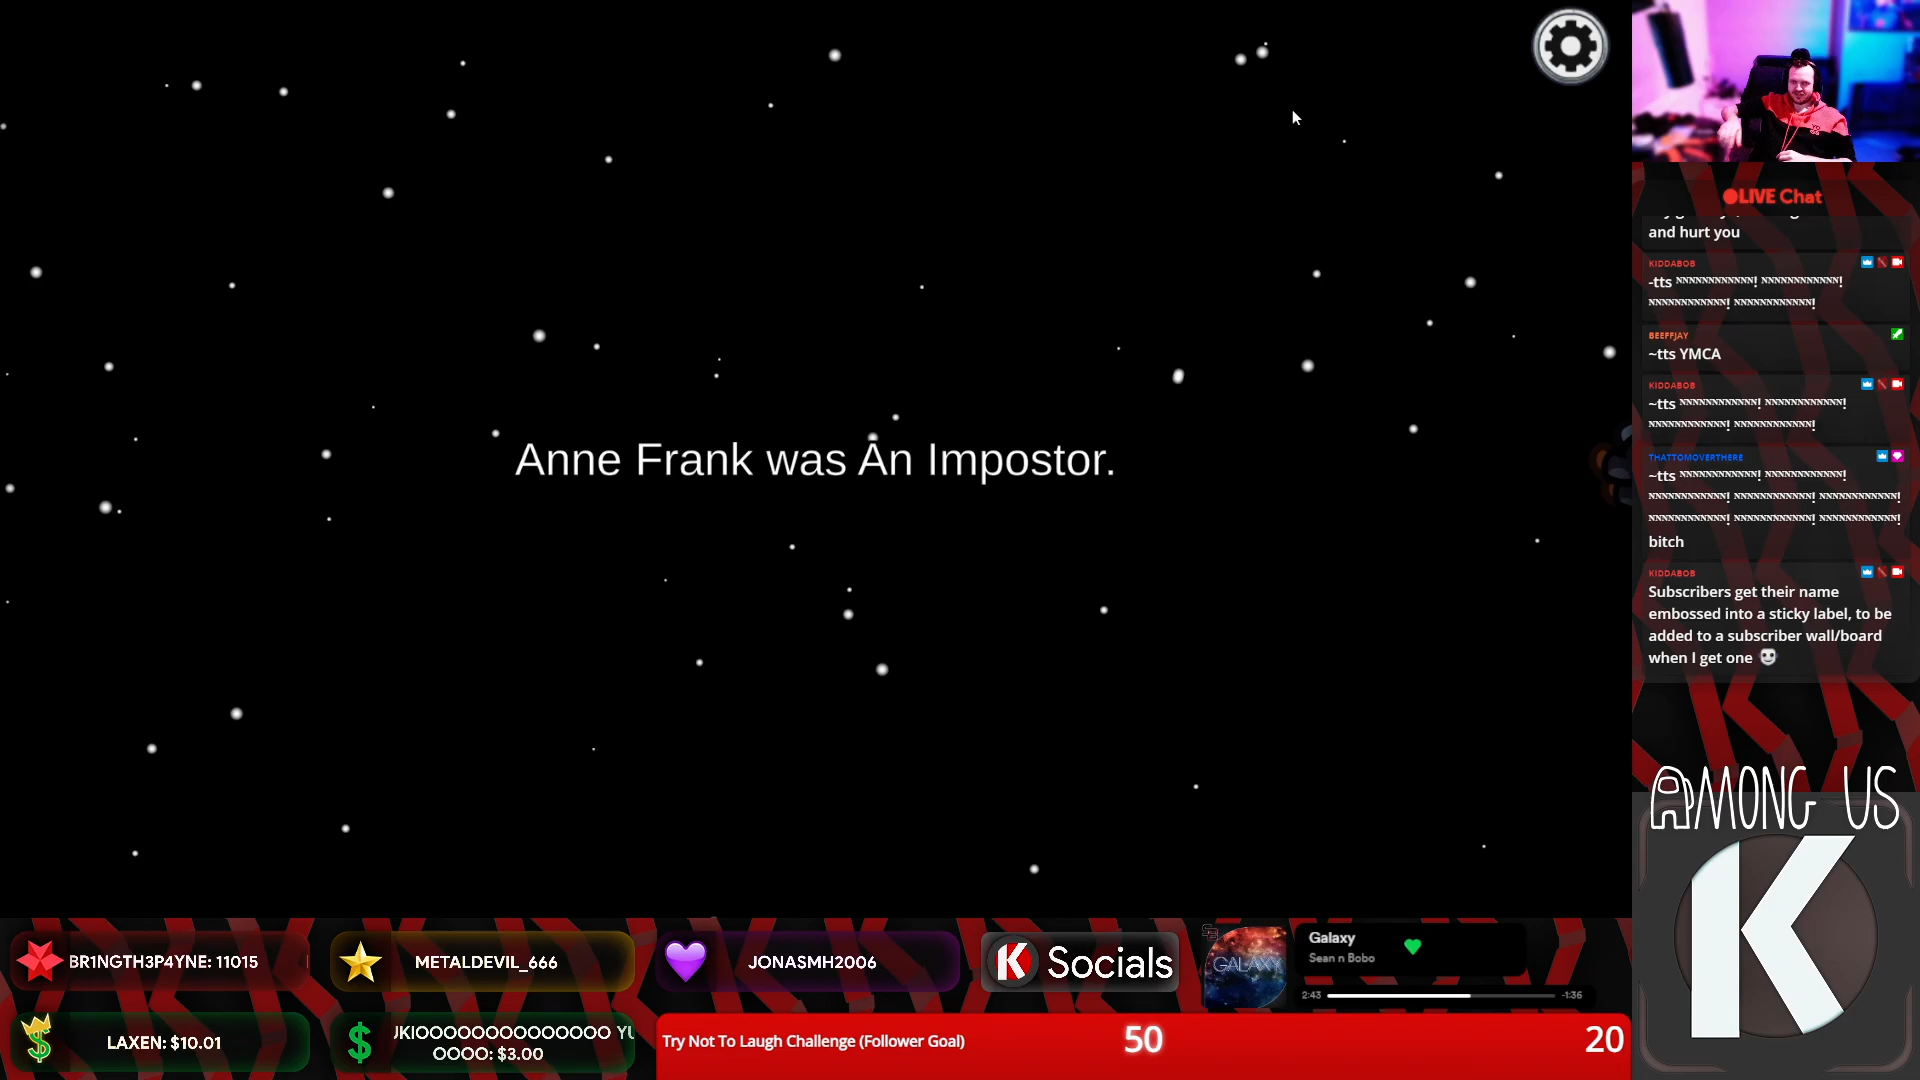 Anne Frank was An Impostor.
LIVE Chat
and hurt you
KIDDABOB
-tts NNNNNNNNNNNN! NNNNNNNNNNNN!
NNNNNNNNNNNN! NNNNNNNNNNNN!
BEEFFJAY
~tts YMCA
KIDDABOB
~tts NNNNNNNNNNNN! NNNNNNNNNNNN!
NNNNNNNNNNNN! NNNNNNNNNNNN!
THATTOMOVERTHERE
~tts NNNNNNNNNNNN! NNNNNNNNNNNN!
NNNNNNNNNNNN! NNNNNNNNNNNN! NNNNNNNNNNNN!
NNNNNNNNNNNN! NNNNNNNNNNNN! NNNNNNNNNNNN!
bitch
KIDDABOB
Subscribers get their name
embossed into a sticky label, to be
added to a subscriber wall/board
when I get one
AMONG US
K
BR1NGTH3P4YNE: 11015
METALDEVIL_666
JONASMH2006
K Socials
GALAXY
Galaxy
Sean n Bobo
2:43
-1:36
LAXEN: $10.01
JKIOOOOOOOOOOOOOO YU
OOOO: $3.00
Try Not To Laugh Challenge (Follower Goal)
50
20